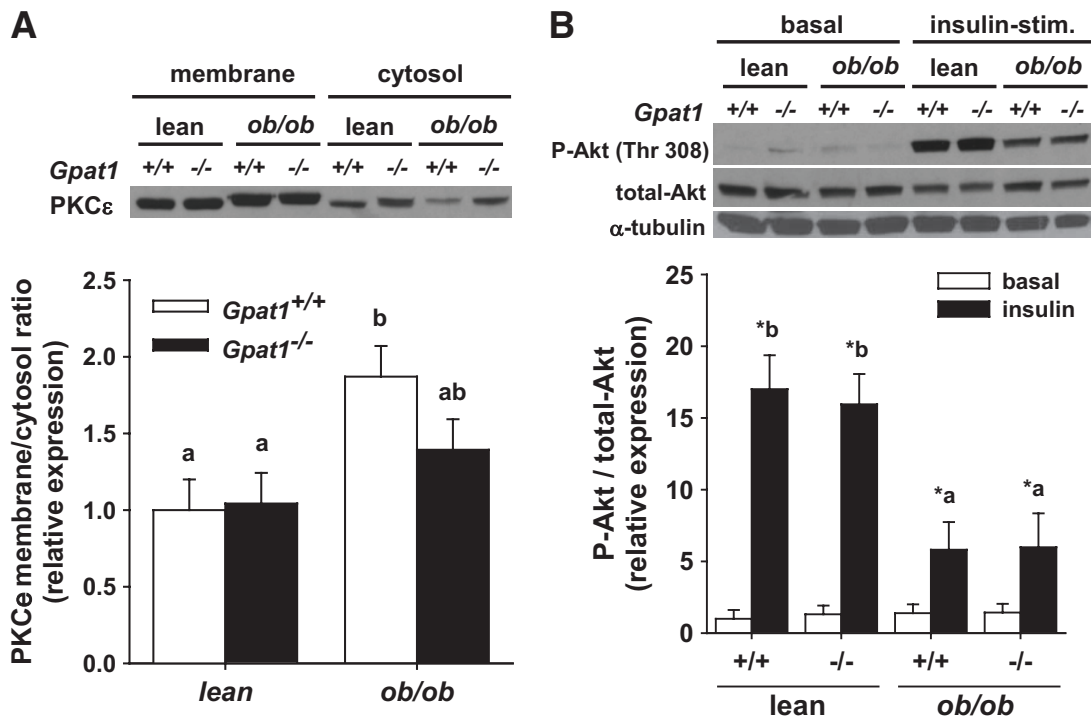 A
membrane cytosol
lean ob/ob lean ob/ob
Gpat1 +/+ -/- +/+ -/- +/+ -/- +/+ -/-
PKCε
PKCe membrane/cytosol ratio
(relative expression)
2.5
2.0
1.5
1.0
0.5
0.0
Gpat1+/+
Gpat1-/-
a
a
b
ab
lean ob/ob
B
basal insulin-stim.
lean ob/ob lean ob/ob
Gpat1 +/+ -/- +/+ -/- +/+ -/- +/+ -/-
P-Akt (Thr 308)
total-Akt
α-tubulin
P-Akt / total-Akt
(relative expression)
25
20
15
10
5
0
basal
insulin
*b
*b
*a
*a
+/+ -/- +/+ -/-
lean ob/ob